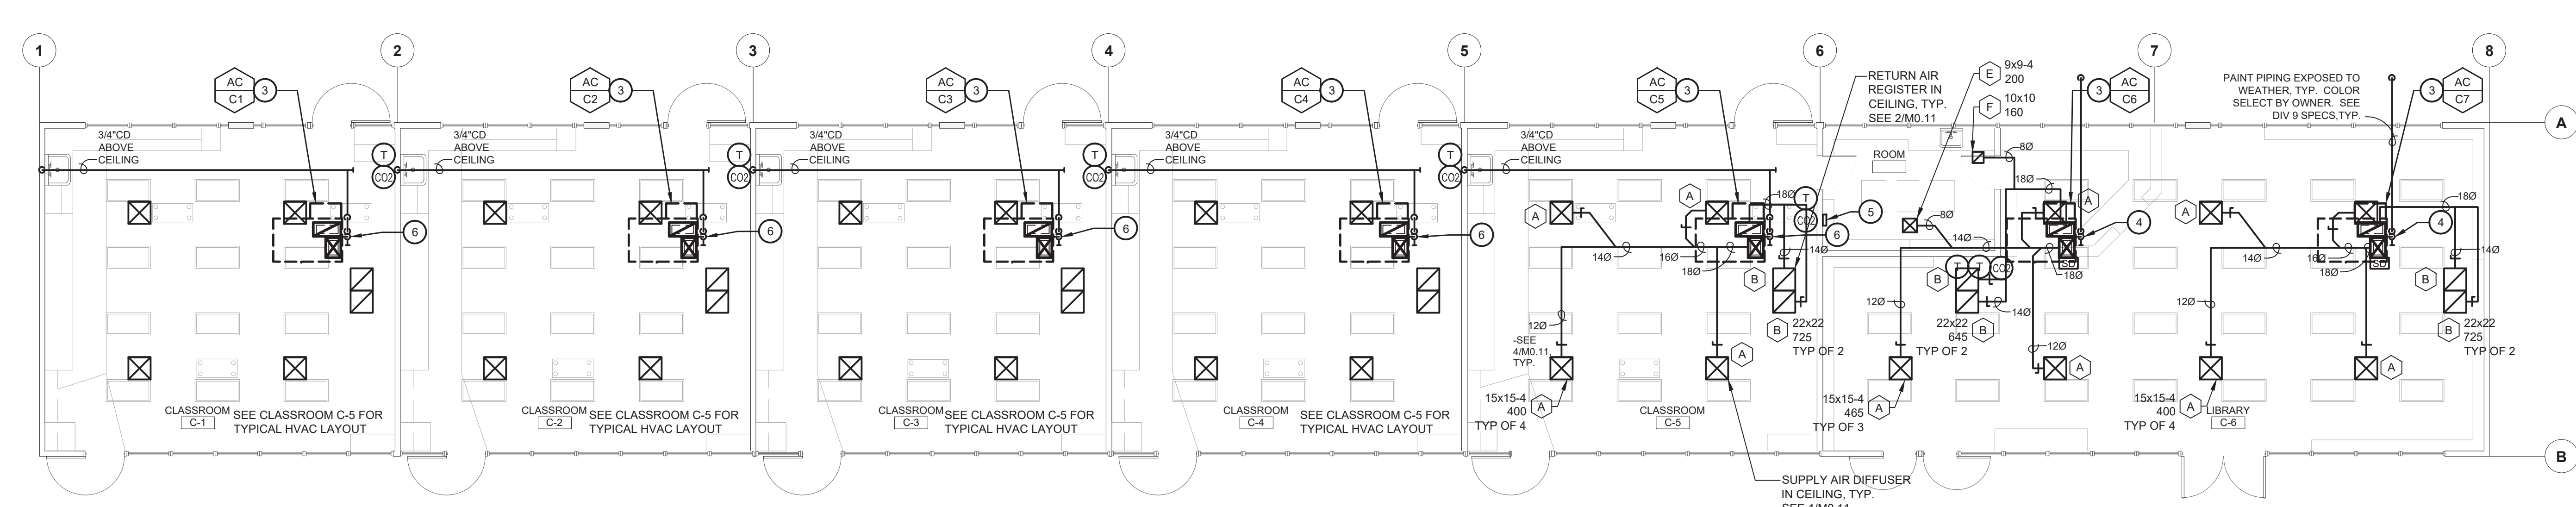 1
2
3
4
5
6
7
8
A
B
AC
C1
3
AC
C2
3
AC
C3
3
AC
C4
3
AC
C5
3
RETURN AIR
REGISTER IN
CEILING, TYP.
SEE 2/M0.11
E
9x9-4
200
F
10x10
160
3
AC
C6
PAINT PIPING EXPOSED TO
WEATHER, TYP. COLOR
SELECT BY OWNER. SEE
DIV 9 SPECS,TYP.
3
AC
C7
3/4"CD
ABOVE
CEILING
T
CO2
6
3/4"CD
ABOVE
CEILING
T
CO2
6
3/4"CD
ABOVE
CEILING
T
CO2
6
3/4"CD
ABOVE
CEILING
T
CO2
6
3/4"CD
ABOVE
CEILING
A
A
18Ø
T
CO2
5
6
14Ø
16Ø
18Ø
14Ø
B
12Ø
B
22x22
725
TYP OF 2
-SEE
4/M0.11,
TYP.
A
15x15-4
400
TYP OF 4
A
ROOM
8Ø
18Ø
A
8Ø
14Ø
4
T
T
CO2
SD
18Ø
B
14Ø
12Ø
22x22
645
TYP OF 2
B
12Ø
A
15x15-4
465
TYP OF 3
A
A
4
14Ø
14Ø
16Ø
18Ø
SD
B
12Ø
B
22x22
725
TYP OF 2
A
15x15-4
400
TYP OF 4
A
LIBRARY
C-6
CLASSROOM
C-1
SEE CLASSROOM C-5 FOR
TYPICAL HVAC LAYOUT
CLASSROOM
C-2
SEE CLASSROOM C-5 FOR
TYPICAL HVAC LAYOUT
CLASSROOM
C-3
SEE CLASSROOM C-5 FOR
TYPICAL HVAC LAYOUT
CLASSROOM
C-4
SEE CLASSROOM C-5 FOR
TYPICAL HVAC LAYOUT
CLASSROOM
C-5
SUPPLY AIR DIFFUSER
IN CEILING, TYP.
SEE 1/M0.11